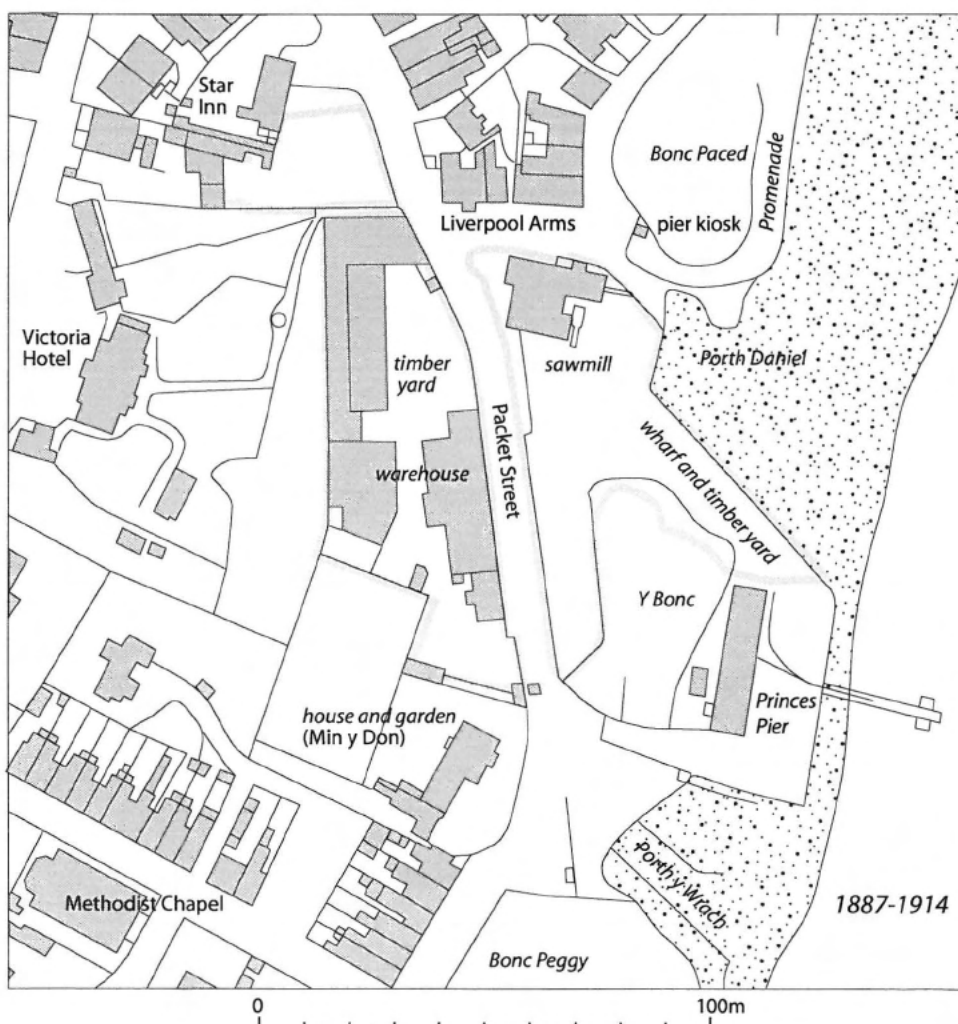 Star
Inn
Bonc Paced
Promenade
Liverpool Arms
pier kiosk
Victoria
Hotel
timber
yard
sawmill
Porth Daniel
Packet Street
wharf and timber yard
warehouse
Y Bonc
house and garden
(Min y Don)
Princes
Pier
Methodist Chapel
Porth y Wrach
1887-1914
Bonc Peggy
0
100m